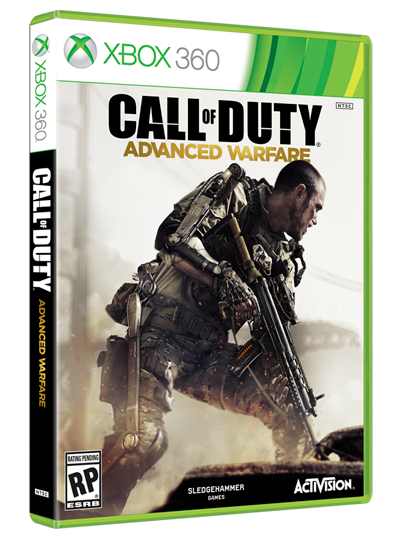 XBOX 360
CALL OF DUTY®
ADVANCED WARFARE
NTSC
RATING PENDING
RP
ESRB
SLEDGEHAMMER
GAMES
ACTIVISION
XBOX 360
CALL OF DUTY
ADVANCED WARFARE
NTSC